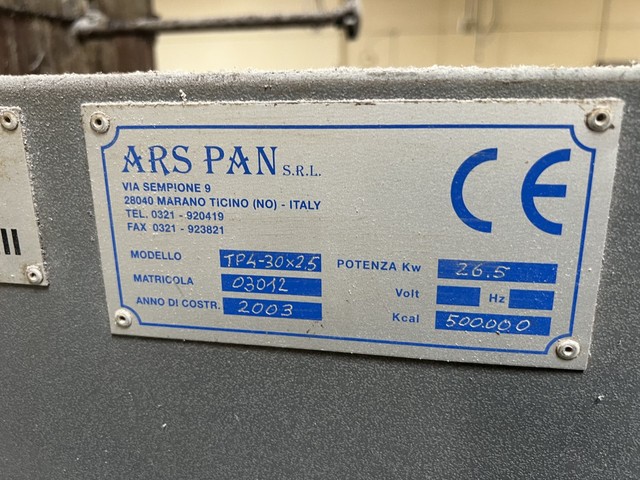 ARS PAN S.R.L.
VIA SEMPIONE 9
28040 MARANO TICINO (NO) - ITALY
TEL. 0321 - 920419
FAX 0321 - 923821
MODELLO TP4-30x2,5
MATRICOLA 03012
ANNO DI COSTR. 2003
CE
POTENZA Kw 26.5
Volt Hz
Kcal 500.000